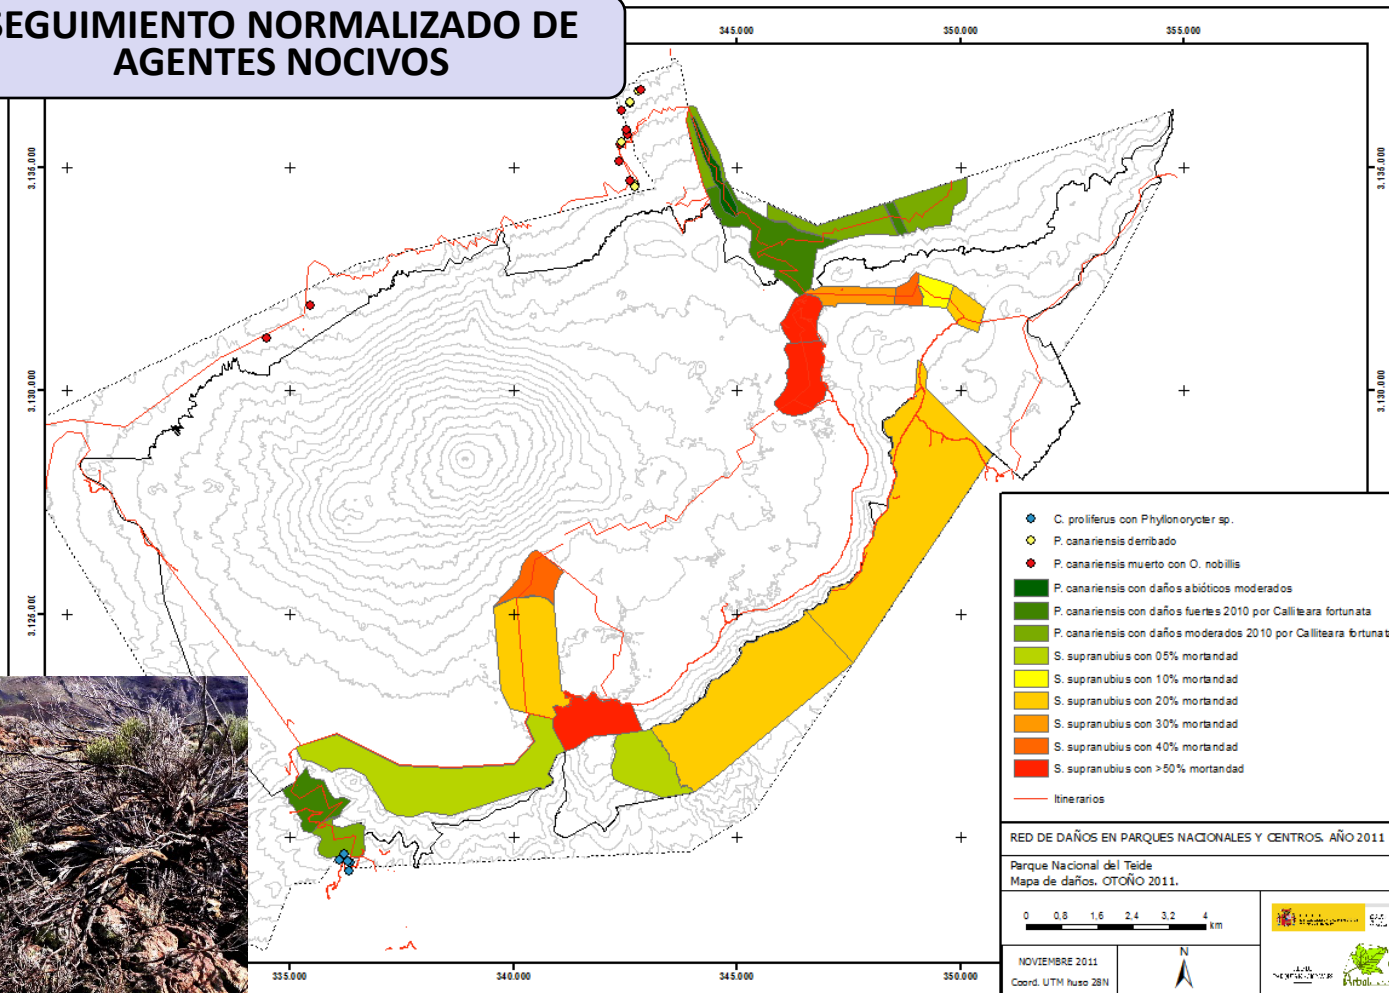 SEGUIMIENTO NORMALIZADO DE
AGENTES NOCIVOS
345.000
350.000
355.000
3.135.000
3.135.000
3.130.000
3.130.000
3.125.000
C. proliferus con Phyllonorycter sp.
P. canariensis derribado
P. canariensis muerto con O. nobillis
P. canariensis con daños abióticos moderados
P. canariensis con daños fuertes 2010 por Calliteara fortunata
P. canariensis con daños moderados 2010 por Calliteara fortunata
S. supranubius con 05% mortandad
S. supranubius con 10% mortandad
S. supranubius con 20% mortandad
S. supranubius con 30% mortandad
S. supranubius con 40% mortandad
S. supranubius con >50% mortandad
Itinerarios
RED DE DAÑOS EN PARQUES NACIONALES Y CENTROS. AÑO 2011
Parque Nacional del Teide
Mapa de daños. OTOÑO 2011.
0 0,8 1,6 2,4 3,2 4
km
NOVIEMBRE 2011
Coord. UTM huso 28N
N
335.000
340.000
345.000
350.000